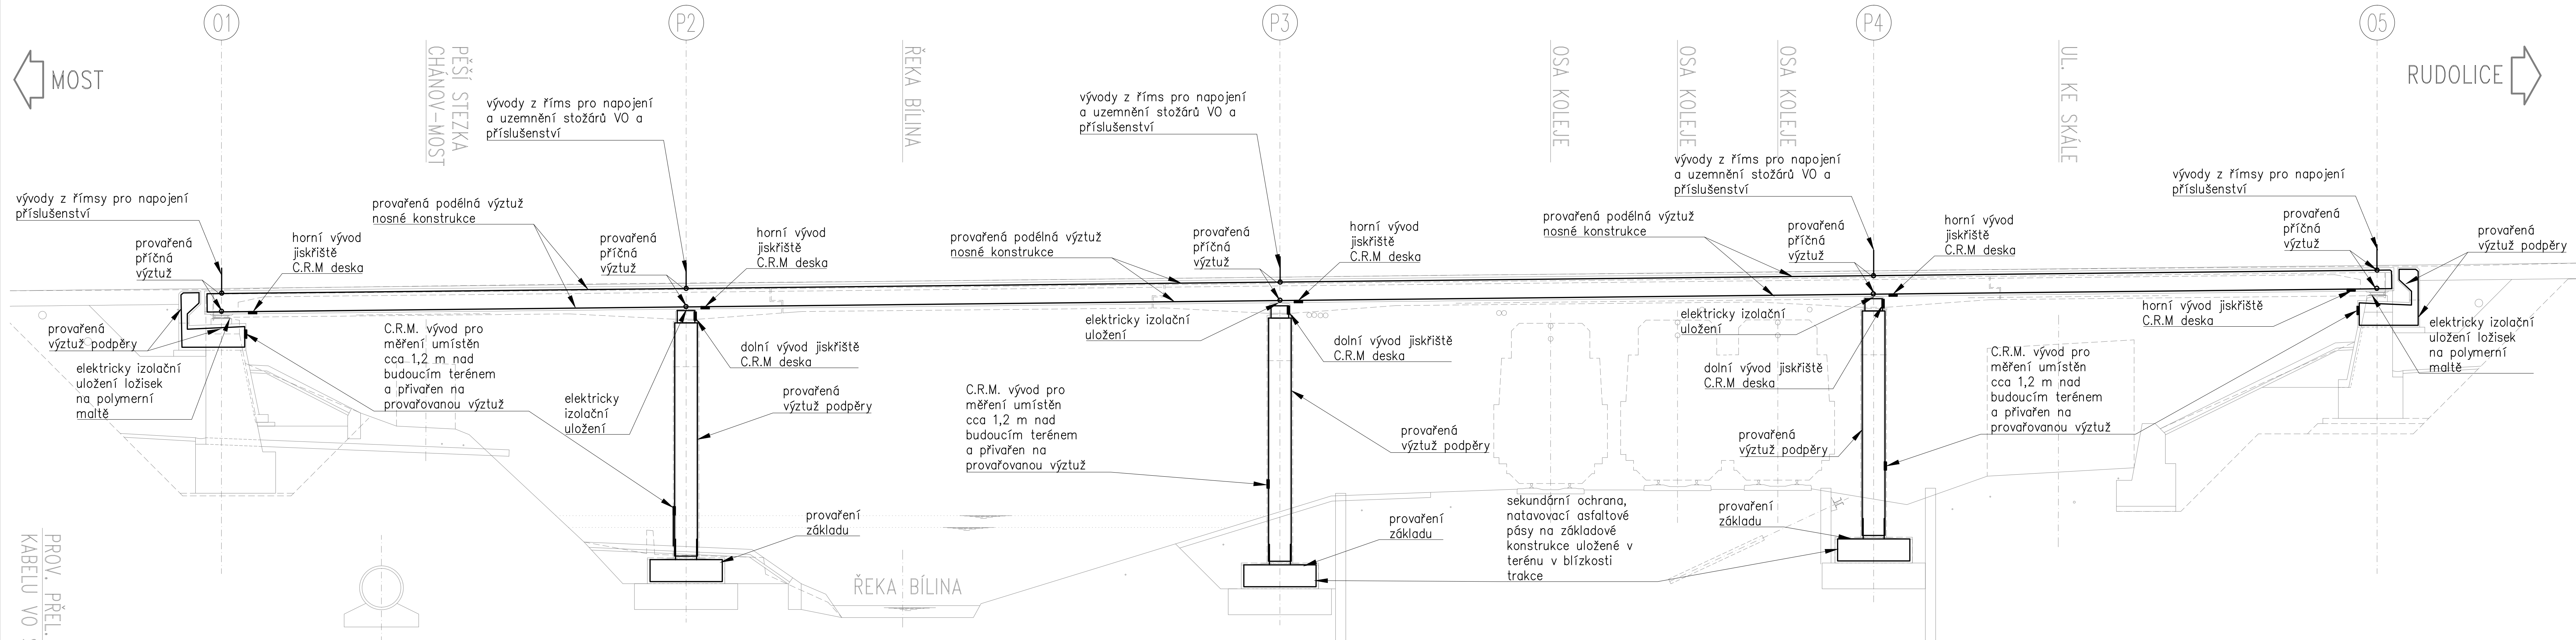 O1
P2
P3
P4
O5
MOST
RUDOLICE
PĚŠÍ STEZKA
CHÁNOV-MOST
ŘEKA BÍLINA
OSA KOLEJE
OSA KOLEJE
OSA KOLEJE
UL. KE SKÁLE
vývody z říms pro napojení
a uzemnění stožárů VO a
příslušenství
vývody z říms pro napojení
a uzemnění stožárů VO a
příslušenství
vývody z říms pro napojení
a uzemnění stožárů VO a
příslušenství
vývody z římsy pro napojení
příslušenství
vývody z římsy pro napojení
příslušenství
provařená podélná výztuž
nosné konstrukce
provařená podélná výztuž
nosné konstrukce
provařená podélná výztuž
nosné konstrukce
provařená
příčná
výztuž
horní vývod
jiskřiště
C.R.M deska
provařená
příčná
výztuž
horní vývod
jiskřiště
C.R.M deska
provařená
příčná
výztuž
horní vývod
jiskřiště
C.R.M deska
provařená
příčná
výztuž
horní vývod
jiskřiště
C.R.M deska
provařená
příčná
výztuž
provařená
výztuž podpěry
horní vývod jiskřiště
C.R.M deska
provařená
výztuž podpěry
elektricky izolační
uložení ložisek
na polymerní
maltě
C.R.M. vývod pro
měření umístěn
cca 1,2 m nad
budoucím terénem
a přivařen na
provařovanou výztuž
elektricky
izolační
uložení
dolní vývod jiskřiště
C.R.M deska
provařená
výztuž podpěry
provaření
základu
elektricky izolační
uložení
dolní vývod jiskřiště
C.R.M deska
C.R.M. vývod pro
měření umístěn
cca 1,2 m nad
budoucím terénem
a přivařen na
provařovanou výztuž
provařená
výztuž podpěry
provaření
základu
sekundární ochrana,
natavovací asfaltové
pásy na základové
konstrukce uložené v
terénu v blízkosti
trakce
elektricky izolační
uložení
dolní vývod jiskřiště
C.R.M deska
provařená
výztuž podpěry
provaření
základu
C.R.M. vývod pro
měření umístěn
cca 1,2 m nad
budoucím terénem
a přivařen na
provařovanou výztuž
elektricky izolační
uložení ložisek
na polymerní
maltě
ŘEKA BÍLINA
PROV. PŘEL.
KABELU VO